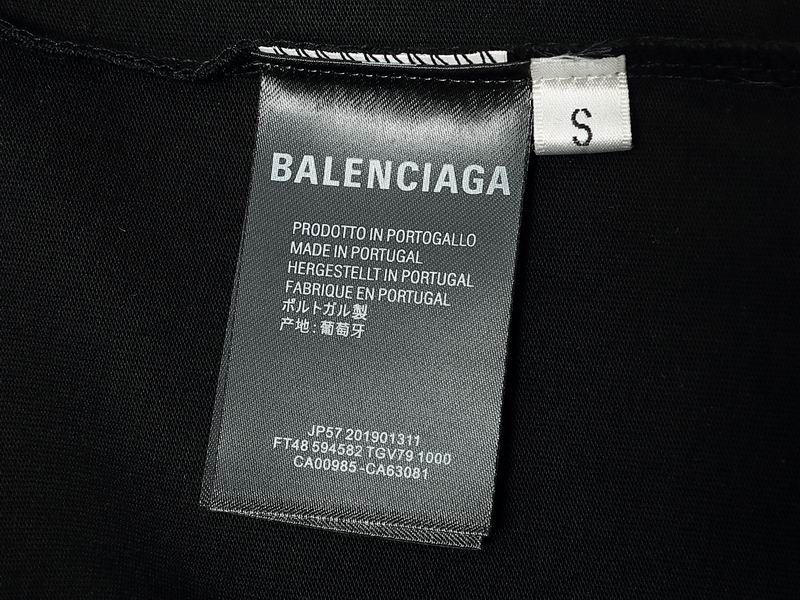 S
BALENCIAGA
PRODOTTO IN PORTOGALLO
MADE IN PORTUGAL
HERGESTELLT IN PORTUGAL
FABRIQUE EN PORTUGAL
ポルトガル製
产地：葡萄牙
JP57 201901311
FT48 594582 TGV79 1000
CA00985-CA63081